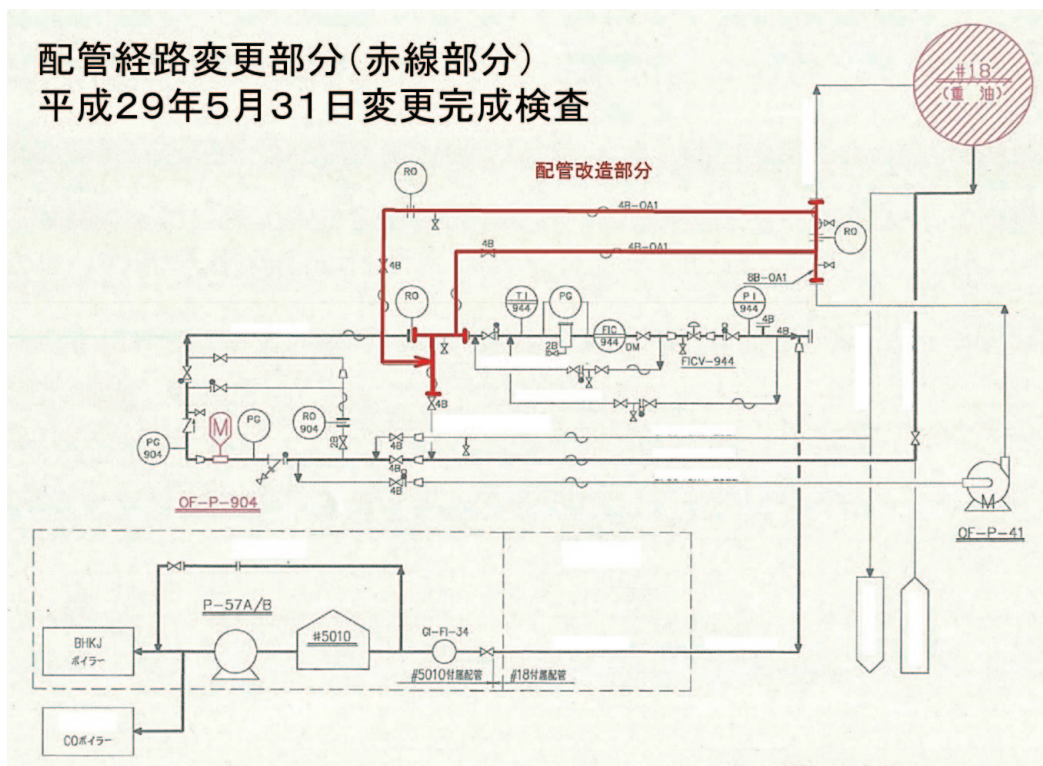 配管経路変更部分(赤線部分)
平成29年5月31日変更完成検査
#18
(重 油)
配管改造部分
RO
4B-OA1
RO
4B
4B-OA1
4B
8B-OA1
RO
TI
944
PG
FIC
944
PI
944
4B
4B
2B
OM
FICV-944
4B
PG
904
M
PG
RO
904
2B
4B
4B
4B
OF-P-904
M
OF-P-41
P-57A/B
BHKJ
ボイラー
#5010
GI-FI-34
#5010付属配管
#18付属配管
COボイラー